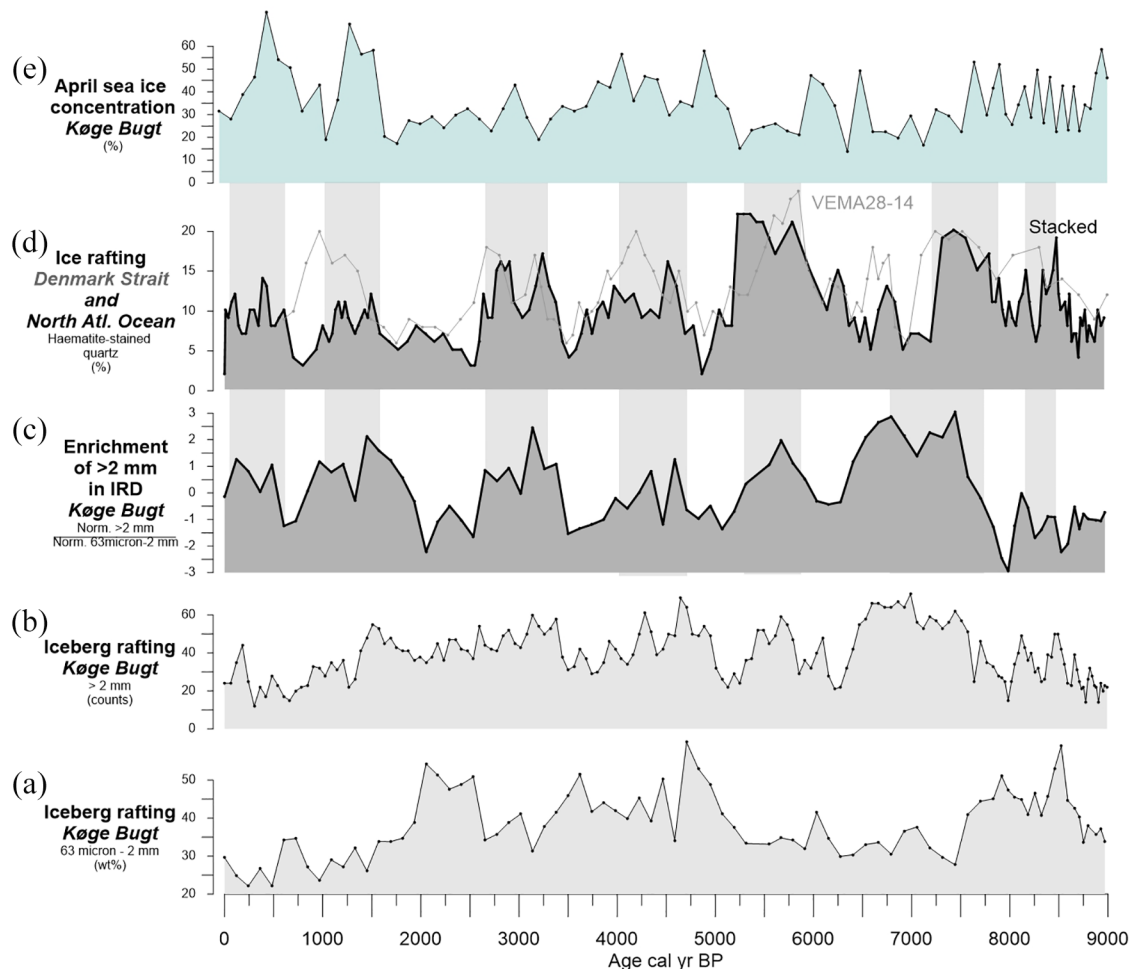 (e)
April sea ice
concentration
Køge Bugt
(%)
60
50
40
30
20
10
0
(d)
Ice rafting
Denmark Strait
and
North Atl. Ocean
Haematite-stained
quartz
(%)
20
15
10
5
0
VEMA28-14
Stacked
(c)
Enrichment
of >2 mm
in IRD
Køge Bugt
Norm. >2 mm
Norm. 63micron-2 mm
3
2
1
0
-1
-2
-3
(b)
Iceberg rafting
Køge Bugt
> 2 mm
(counts)
60
40
20
0
(a)
Iceberg rafting
Køge Bugt
63 micron - 2 mm
(wt%)
50
40
30
20
0 1000 2000 3000 4000 5000 6000 7000 8000 9000
Age cal yr BP